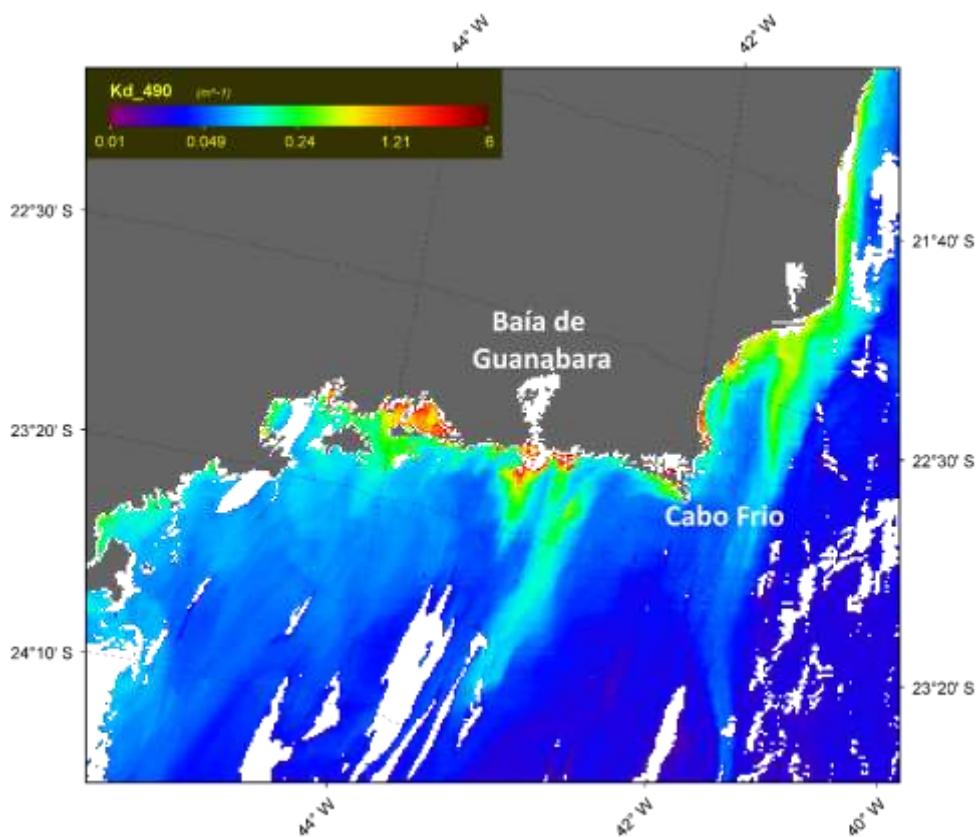 44° W
42° W
Kd_490 (m^-1)
0.01 0.049 0.24 1.21 6
22°30' S
21°40' S
Baía de
Guanabara
23°20' S
22°30' S
Cabo Frio
24°10' S
23°20' S
44° W
42° W
40° W